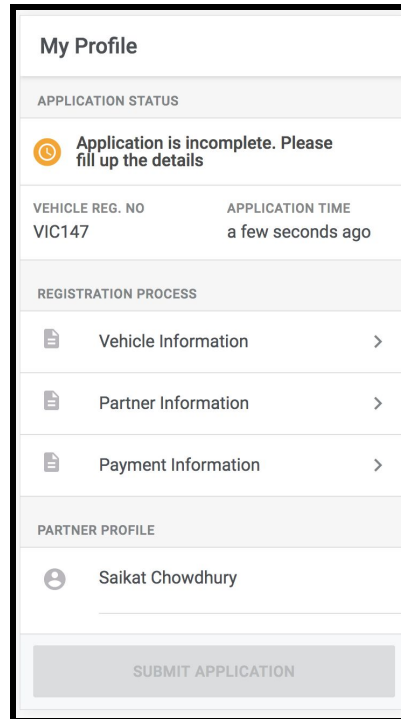 My Profile
APPLICATION STATUS
Application is incomplete. Please
fill up the details
VEHICLE REG. NO
APPLICATION TIME
VIC147
a few seconds ago
REGISTRATION PROCESS
Vehicle Information
Partner Information
Payment Information
PARTNER PROFILE
Saikat Chowdhury
SUBMIT APPLICATION